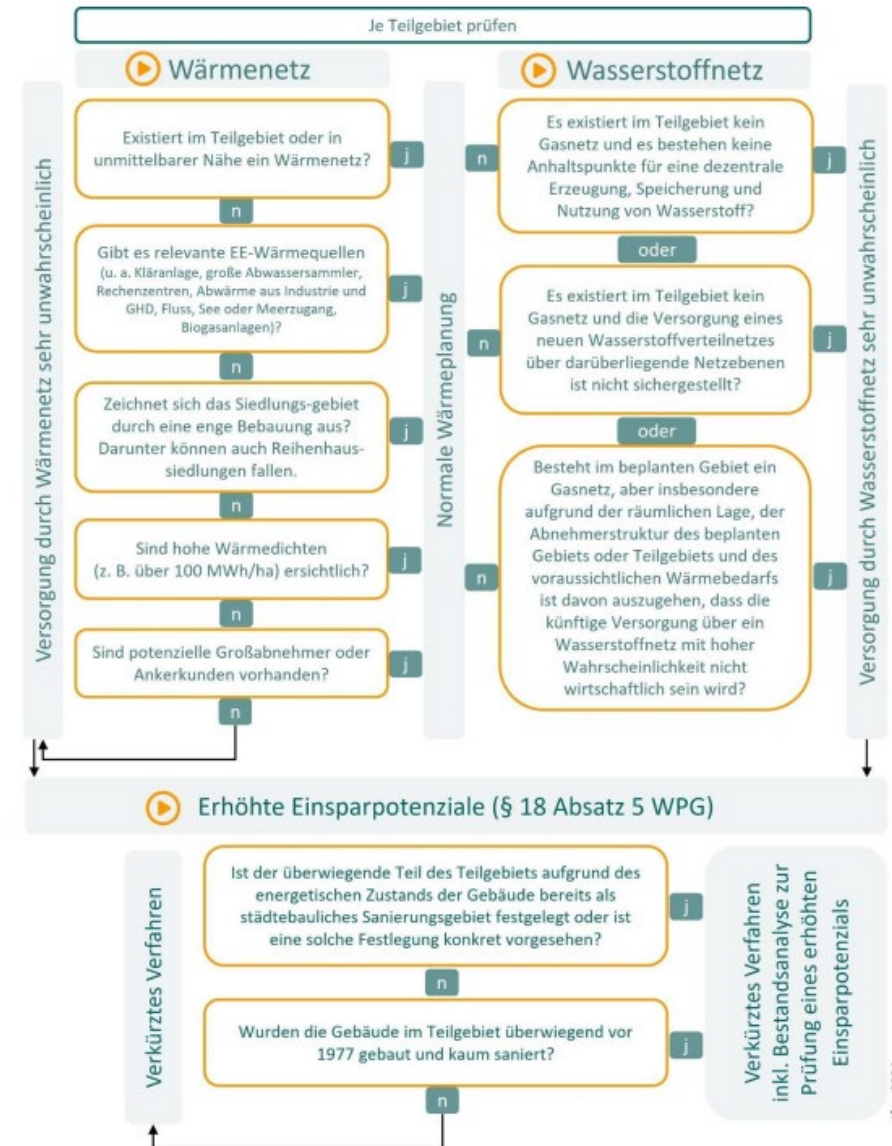 Je Teilgebiet prüfen
Wärmenetz
Versorgung durch Wärmenetz sehr unwahrscheinlich
Existiert im Teilgebiet oder in
unmittelbarer Nähe ein Wärmenetz?
j
n
Gibt es relevante EE-Wärmequellen
(u. a. Kläranlage, große Abwassersammler,
Rechenzentren, Abwärme aus Industrie und
GHD, Fluss, See oder Meerzugang,
Biogasanlagen)?
j
n
Zeichnet sich das Siedlungs-gebiet
durch eine enge Bebauung aus?
Darunter können auch Reihenhaus-
siedlungen fallen.
j
n
Sind hohe Wärmedichten
(z. B. über 100 MWh/ha) ersichtlich?
j
n
Sind potenzielle Großabnehmer oder
Ankerkunden vorhanden?
j
n
Normale Wärmeplanung
Wasserstoffnetz
n
Es existiert im Teilgebiet kein
Gasnetz und es bestehen keine
Anhaltspunkte für eine dezentrale
Erzeugung, Speicherung und
Nutzung von Wasserstoff?
j
oder
n
Es existiert im Teilgebiet kein
Gasnetz und die Versorgung eines
neuen Wasserstoffverteilnetzes
über darüberliegende Netzebenen
ist nicht sichergestellt?
j
oder
n
Besteht im beplanten Gebiet ein
Gasnetz, aber insbesondere
aufgrund der räumlichen Lage, der
Abnehmerstruktur des beplanten
Gebiets oder Teilgebiets und des
voraussichtlichen Wärmebedarfs
ist davon auszugehen, dass die
künftige Versorgung über ein
Wasserstoffnetz mit hoher
Wahrscheinlichkeit nicht
wirtschaftlich sein wird?
j
Versorgung durch Wasserstoffnetz sehr unwahrscheinlich
Erhöhte Einsparpotenziale (§ 18 Absatz 5 WPG)
Verkürztes Verfahren
Ist der überwiegende Teil des Teilgebiets aufgrund des
energetischen Zustands der Gebäude bereits als
städtebauliches Sanierungsgebiet festgelegt oder ist
eine solche Festlegung konkret vorgesehen?
j
n
Wurden die Gebäude im Teilgebiet überwiegend vor
1977 gebaut und kaum saniert?
j
n
Verkürztes Verfahren
inkl. Bestandsanalyse zur
Prüfung eines erhöhten
Einsparpotenzials